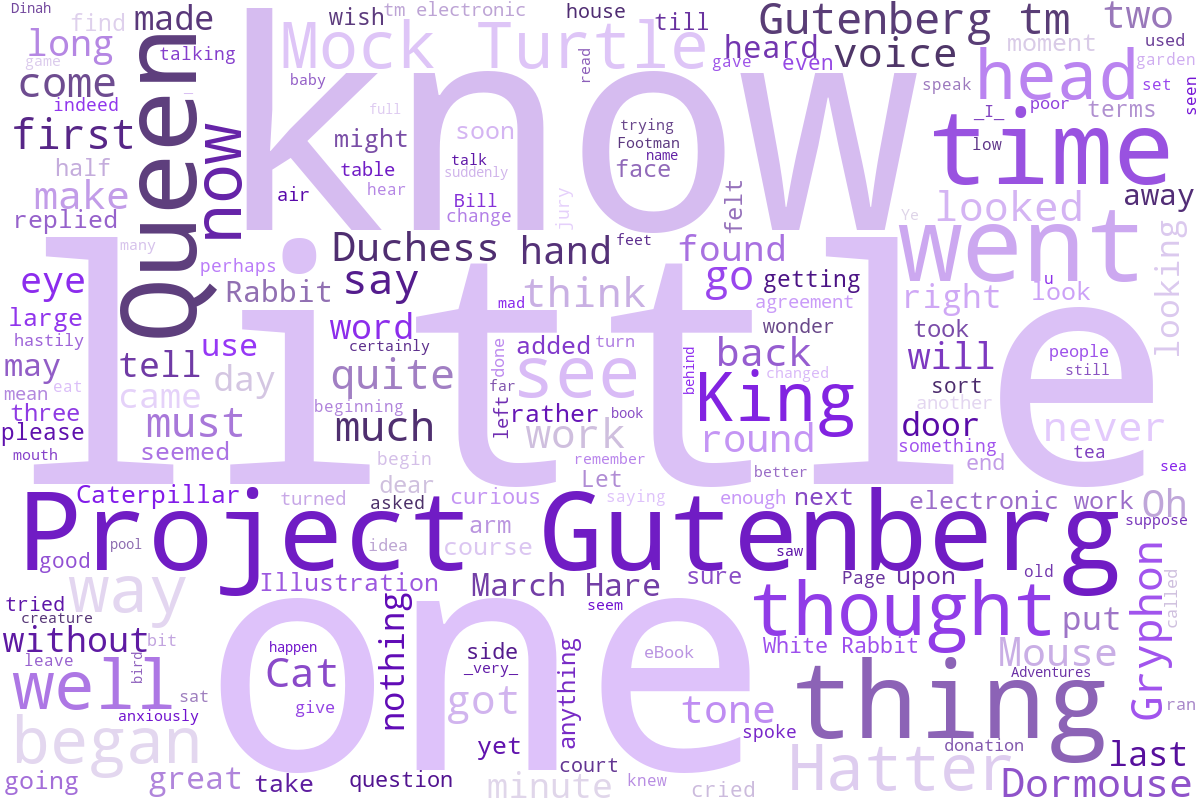 Dinah
find
made
wish
tm electronic
house
till
Gutenberg tm
two
long
talking
Mock Turtle
heard
voice
moment
used
game
come
Queen
know
baby
read
gave
even
speak
head
garden
set
seen
indeed
full
_I_
poor
terms
first
now
might
soon
trying
Footman
name
low
time
half
table
talk
suddenly
face
make
air
hear
Bill
change
jury
felt
Ye
looked
away
replied
many
Duchess
hand
feet
found
went
looking
perhaps
eye
Rabbit
say
think
go
getting
u
look
large
mad
agreement
right
hastily
word
wonder
took
may
tell
use
certainly
added
turn
back
will
people
still
mean
eat
came
day
quite
done
far
see
behind
changed
sort
three
beginning
left
rather
book
King
another
please
must
much
work
round
door
never
mouth
seemed
little
begin
remember
something
tea
dear
Let
better
end
sea
Caterpillar
turned
asked
curious
saying
enough
next
electronic work
Oh
suppose
Project Gutenberg
arm
good
pool
idea
course
saw
way
Illustration
March Hare
sure
Page
upon
old
Gryphon
called
tried
creature
seem
thought
put
without
bit
one
nothing
White Rabbit
Mouse
leave
bird
happen
side
anything
eBook
Adventures
well
sat
Cat
_very_
thing
anxiously
give
got
tone
ran
began
yet
spoke
Hatter
donation
last
going
great
take
question
court
minute
knew
cried
Dormouse